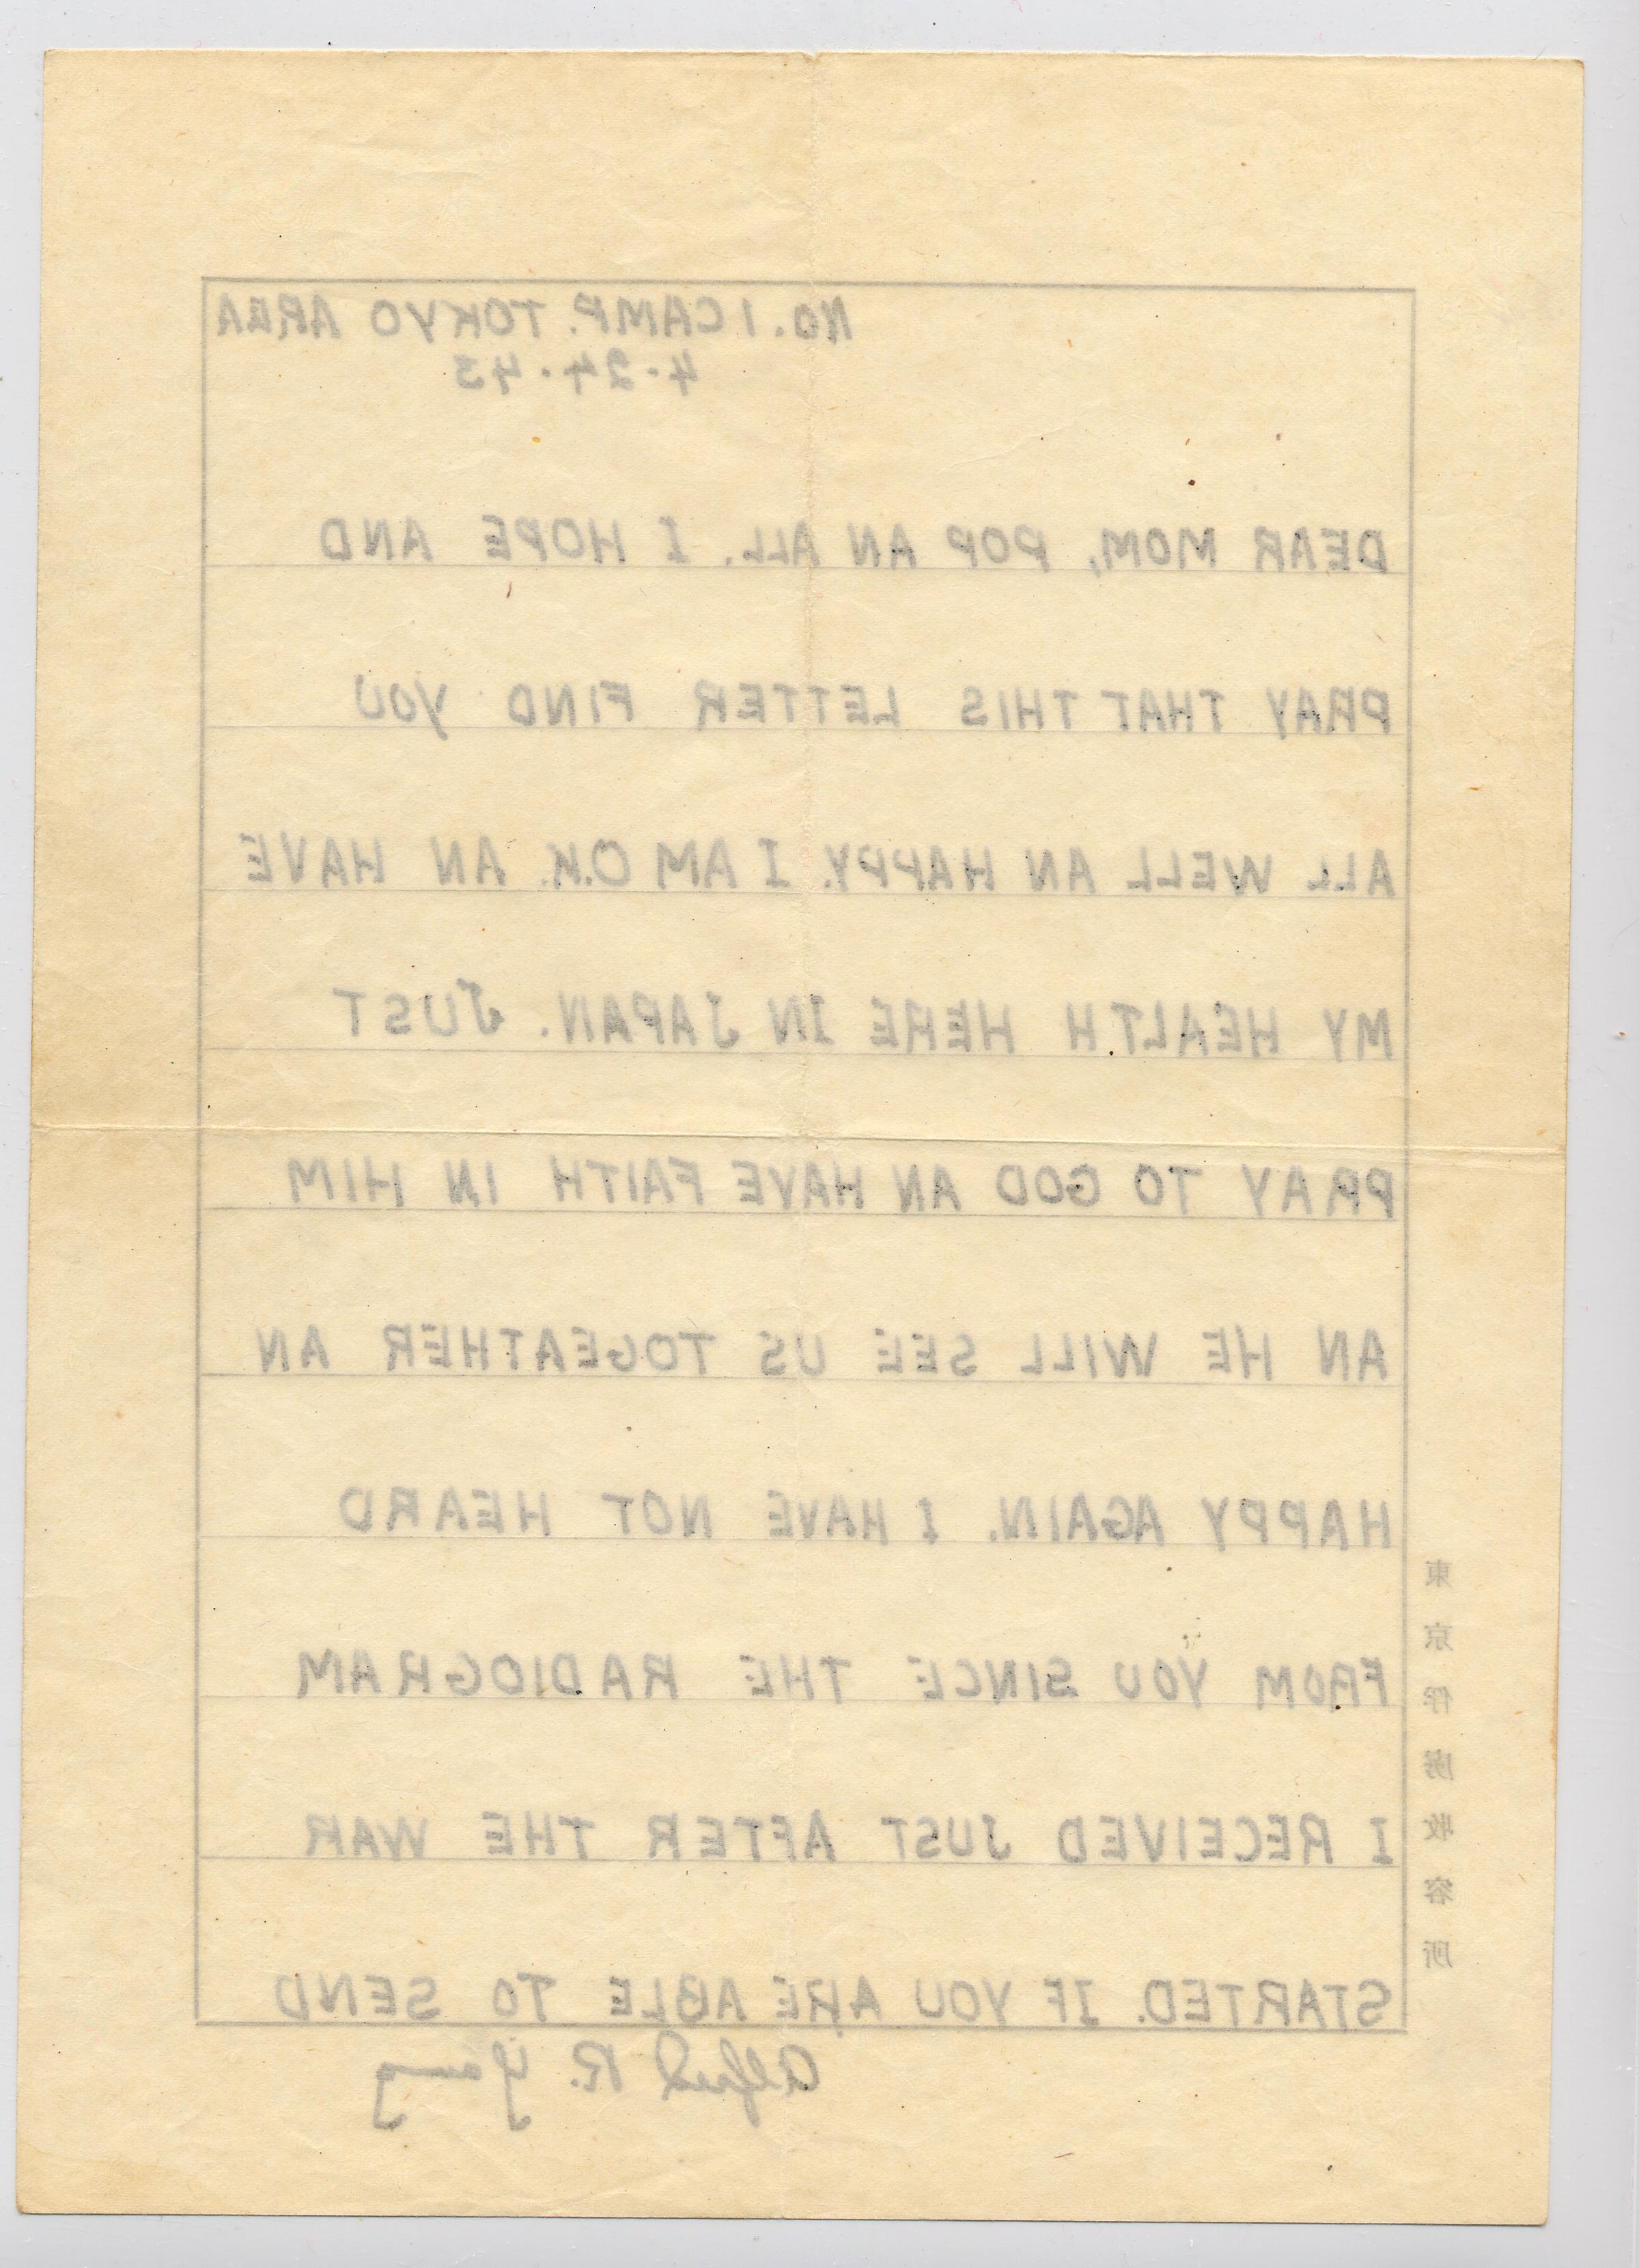 No. 1 CAMP. TOKYO AREA
4-24-43
DEAR MOM, POP AN ALL. I HOPE AND
PRAY THAT THIS LETTER FIND YOU
ALL WELL AN HAPPY. I AM O.K. AN HAVE
MY HEALTH HERE IN JAPAN. JUST
PRAY TO GOD AN HAVE FAITH IN HIM
AN HE WILL SEE US TOGEATHER AN
HAPPY AGAIN. I HAVE NOT HEARD
FROM YOU SINCE THE RADIOGRAM
I RECEIVED JUST AFTER THE WAR
STARTED. IF YOU ARE ABLE TO SEND
Alfred R. Young
東京俘虜收容所